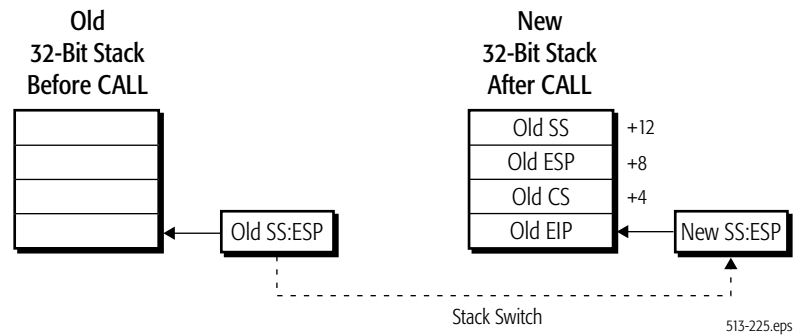 Old
32-Bit Stack
Before CALL
New
32-Bit Stack
After CALL
Old SS +12
Old ESP +8
Old CS +4
Old SS:ESP
Old EIP
New SS:ESP
Stack Switch
513-225.eps